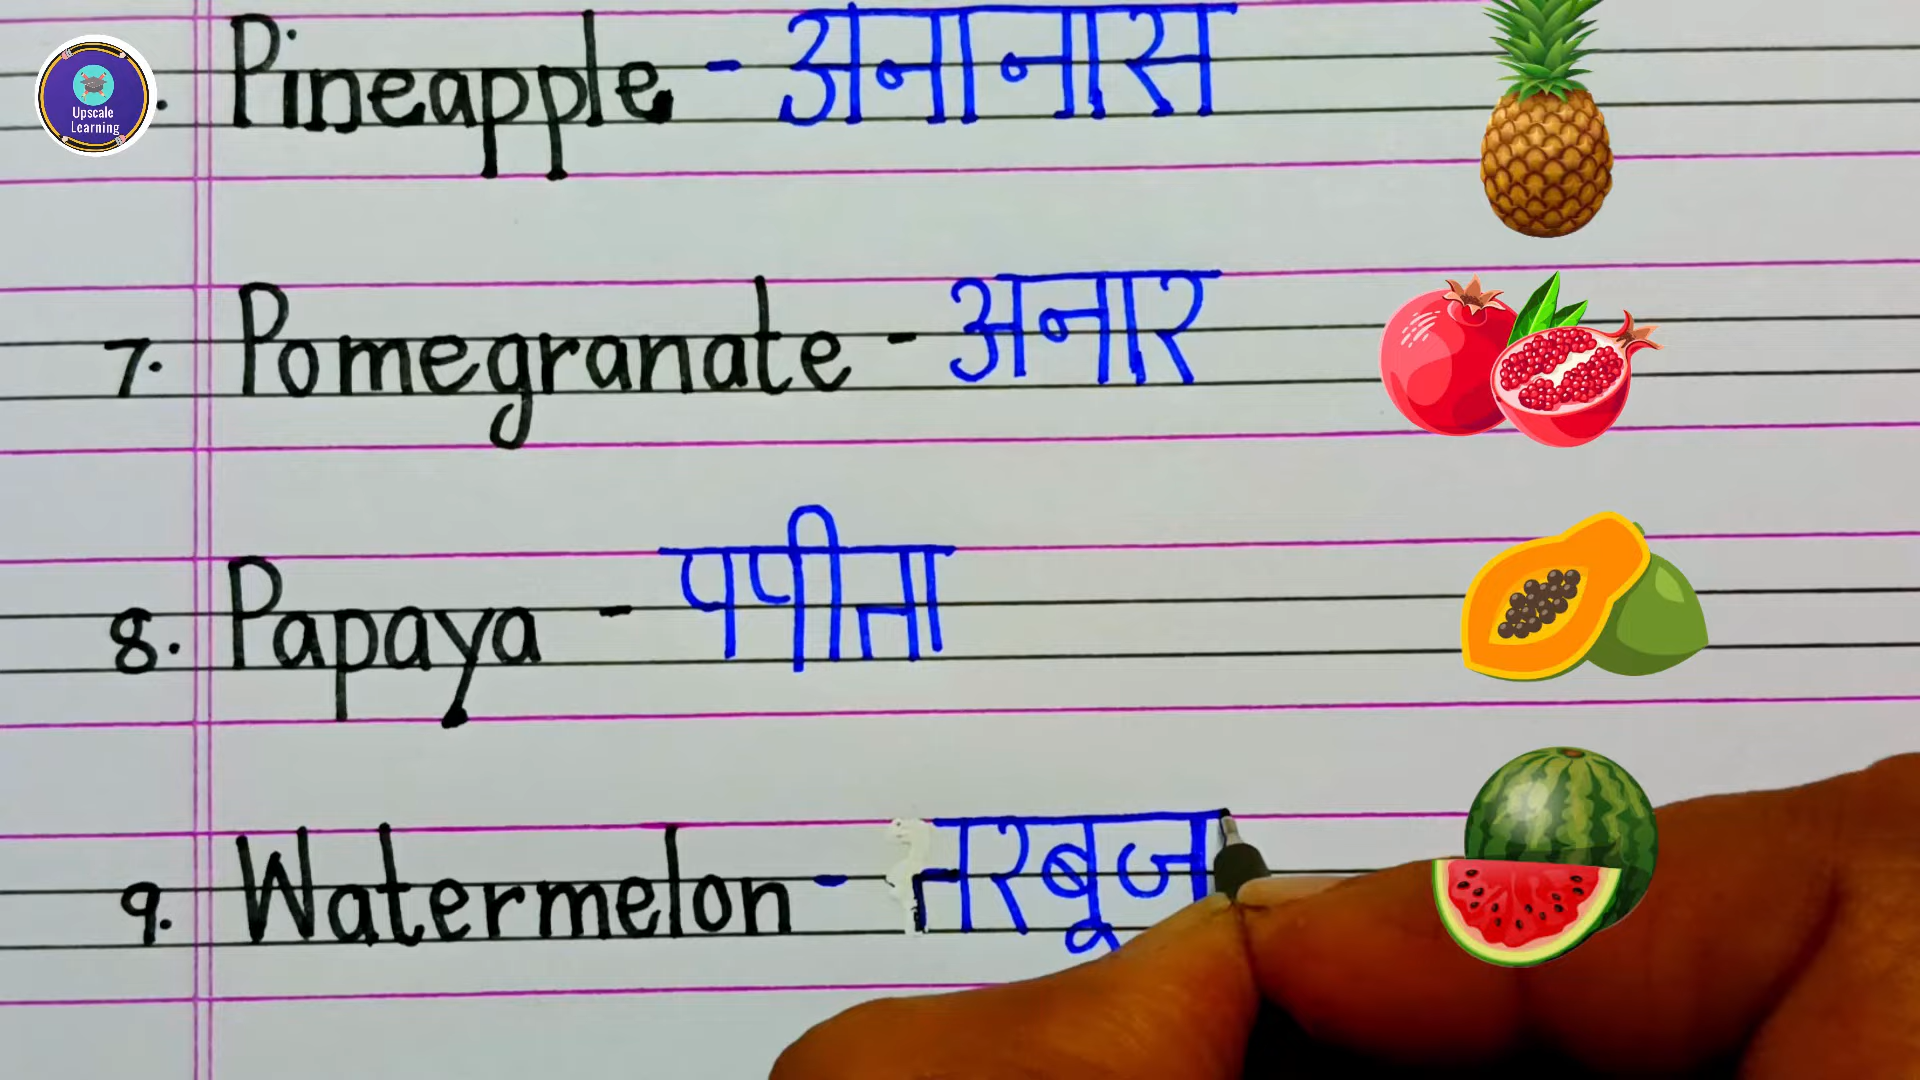 Upscale
Learning
. Pineapple - अनानास
7. Pomegranate - अनार
8. Papaya - पपीता
9. Watermelon - तरबूज